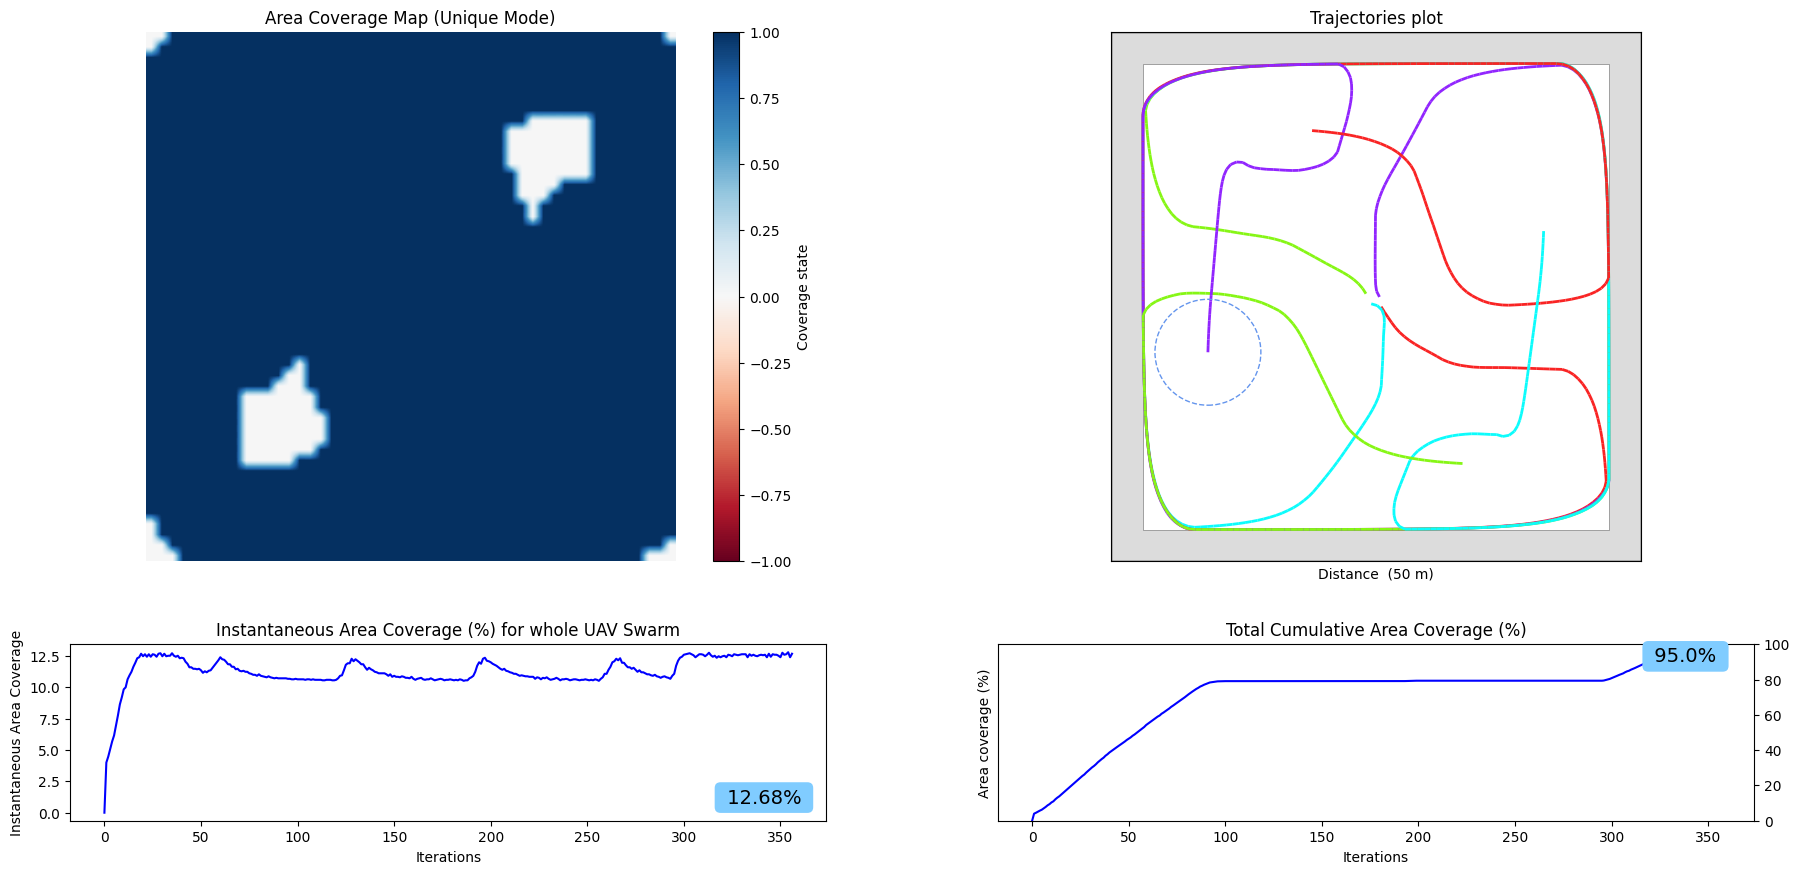 Area Coverage Map (Unique Mode)
1.00
0.75
0.50
0.25
0.00
−0.25
−0.50
−0.75
−1.00
Coverage state
Trajectories plot
Distance  (50 m)
Instantaneous Area Coverage (%) for whole UAV Swarm
Instantaneous Area Coverage
12.5
10.0
7.5
5.0
2.5
0.0
12.68%
0 50 100 150 200 250 300 350
Iterations
Total Cumulative Area Coverage (%)
Area coverage (%)
95.0%
100
80
60
40
20
0
0 50 100 150 200 250 300 350
Iterations